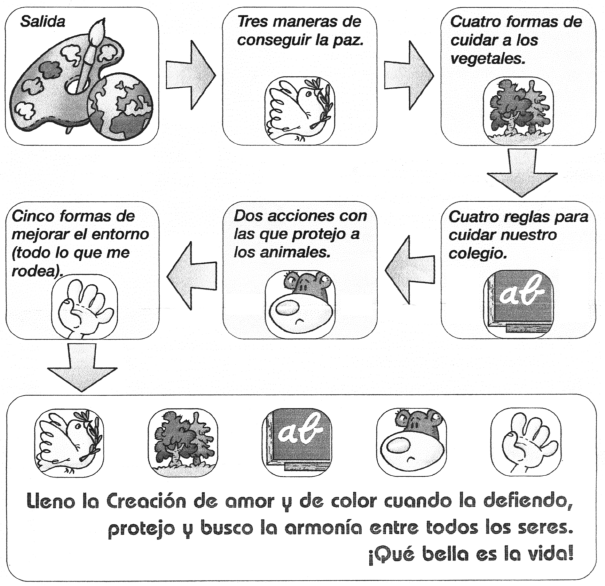 Salida
Tres maneras de
conseguir la paz.
Cuatro formas de
cuidar a los
vegetales.
Cuatro reglas para
cuidar nuestro
colegio.
ab
Dos acciones con
las que protejo a
los animales.
Cinco formas de
mejorar el entorno
(todo lo que me
rodea).
ab
Lleno la Creación de amor y de color cuando la defiendo,
protejo y busco la armonía entre todos los seres.
¡Qué bella es la vida!